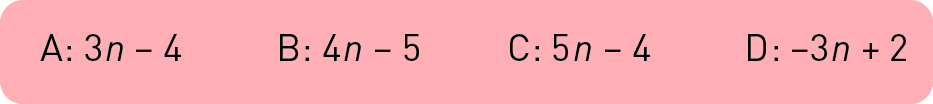 A: 3n – 4 B: 4n – 5 C: 5n – 4 D: –3n + 2